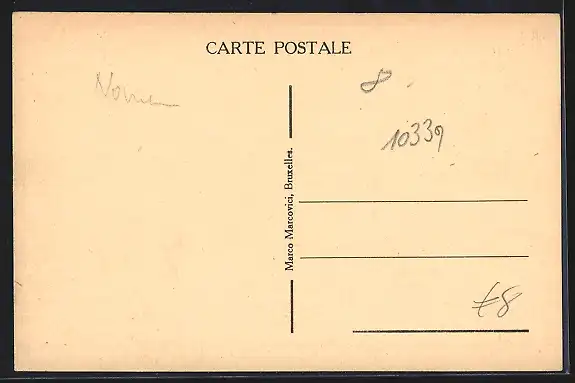 CARTE POSTALE
8
10339
Marco Marcovici, Bruxelles.
£8